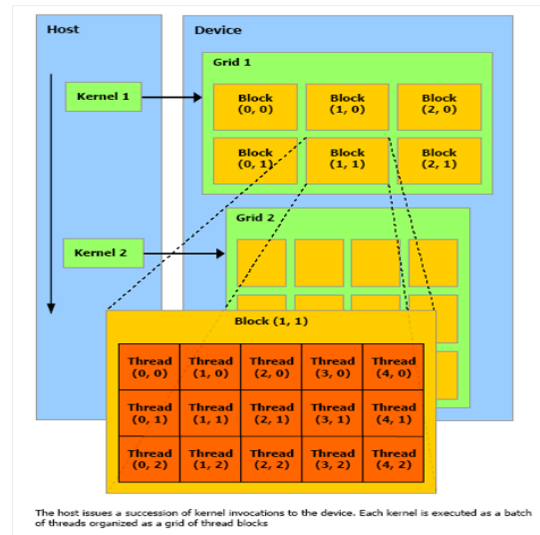 Host
Device
Grid 1
Kernel 1
Block
(0, 0)
Block
(1, 0)
Block
(2, 0)
Block
(0, 1)
Block
(1, 1)
Block
(2, 1)
Grid 2
Kernel 2
Block (1, 1)
Thread
(0, 0)
Thread
(1, 0)
Thread
(2, 0)
Thread
(3, 0)
Thread
(4, 0)
Thread
(0, 1)
Thread
(1, 1)
Thread
(2, 1)
Thread
(3, 1)
Thread
(4, 1)
Thread
(0, 2)
Thread
(1, 2)
Thread
(2, 2)
Thread
(3, 2)
Thread
(4, 2)
The host issues a succession of kernel invocations to the device. Each kernel is executed as a batch
of threads organized as a grid of thread blocks